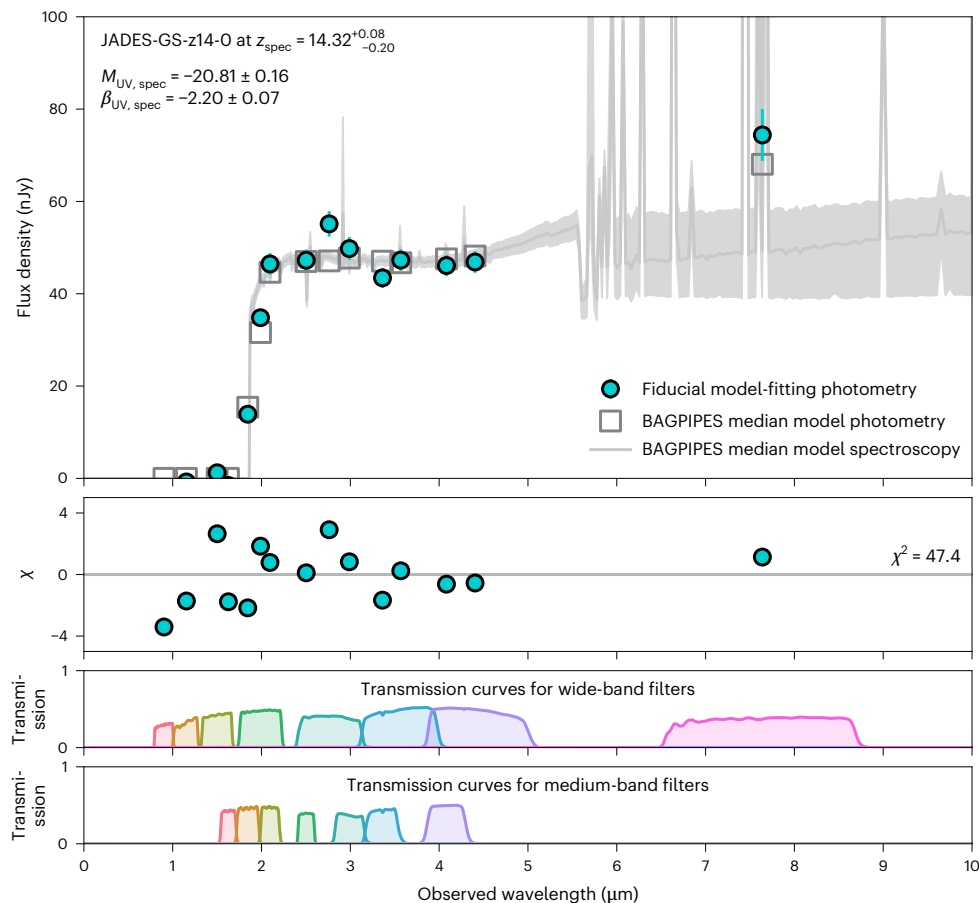 JADES-GS-z14-0 at z_spec = 14.32 +0.08 −0.20
M_UV, spec = −20.81 ± 0.16
β_UV, spec = −2.20 ± 0.07
100
80
60
40
20
0
Flux density (nJy)
Fiducial model-fitting photometry
BAGPIPES median model photometry
BAGPIPES median model spectroscopy
4
0
−4
χ
χ² = 47.4
1
0
Transmi-
ssion
Transmission curves for wide-band filters
1
0
Transmi-
ssion
Transmission curves for medium-band filters
0 1 2 3 4 5 6 7 8 9 10
Observed wavelength (μm)